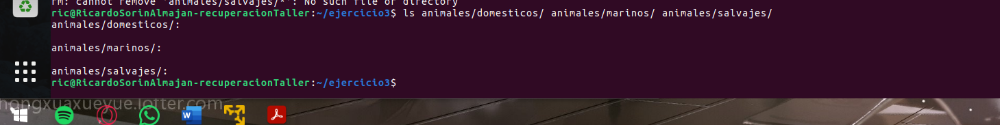 rm: cannot remove 'animales/salvajes/*': No such file or directory
ric@RicardoSorinAlmajan-recuperacionTaller:~/ejercicio3$ ls animales/domesticos/ animales/marinos/ animales/salvajes/
animales/domesticos/:
animales/marinos/:
animales/salvajes/:
ric@RicardoSorinAlmajan-recuperacionTaller:~/ejercicio3$
hongxuaxueyue.lotter.com
W